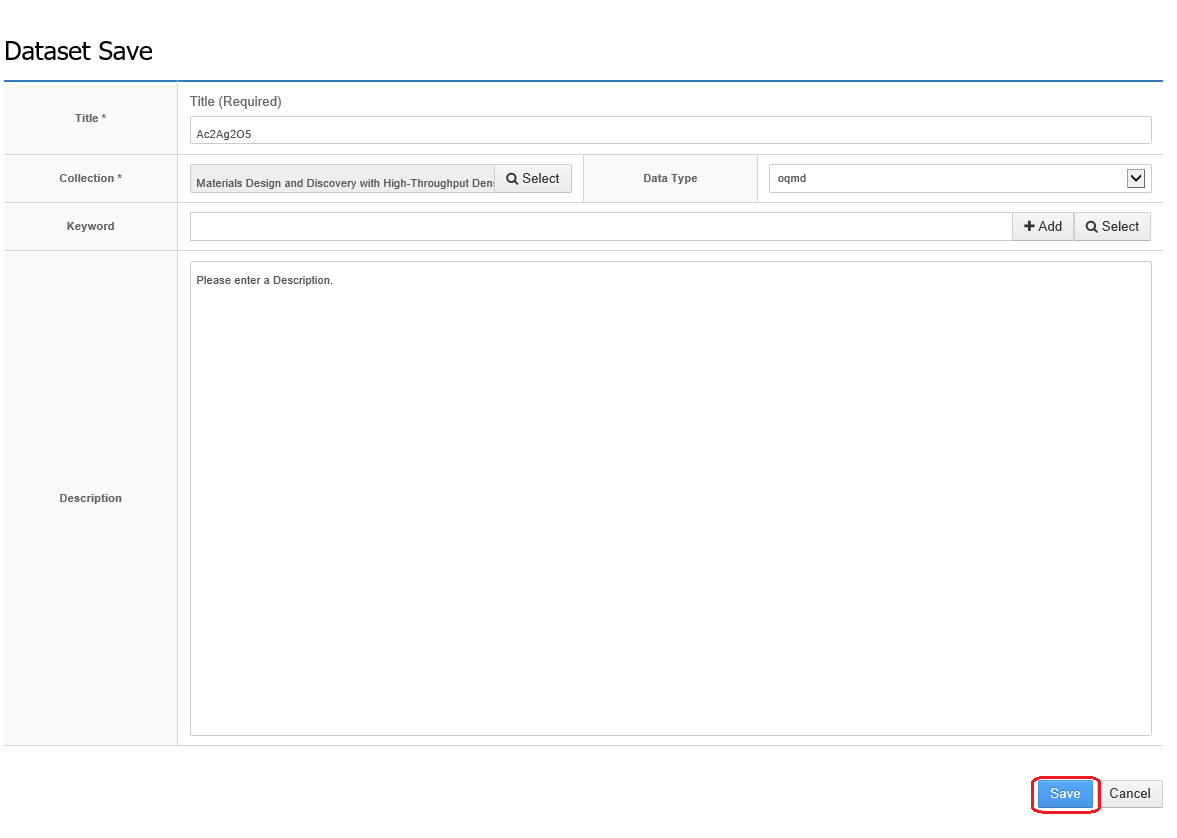 Dataset Save
Title *
Title (Required)
Ac2Ag2O5
Collection *
Materials Design and Discovery with High-Throughput Den
Select
Data Type
oqmd
Keyword
Add
Select
Description
Please enter a Description.
Save
Cancel